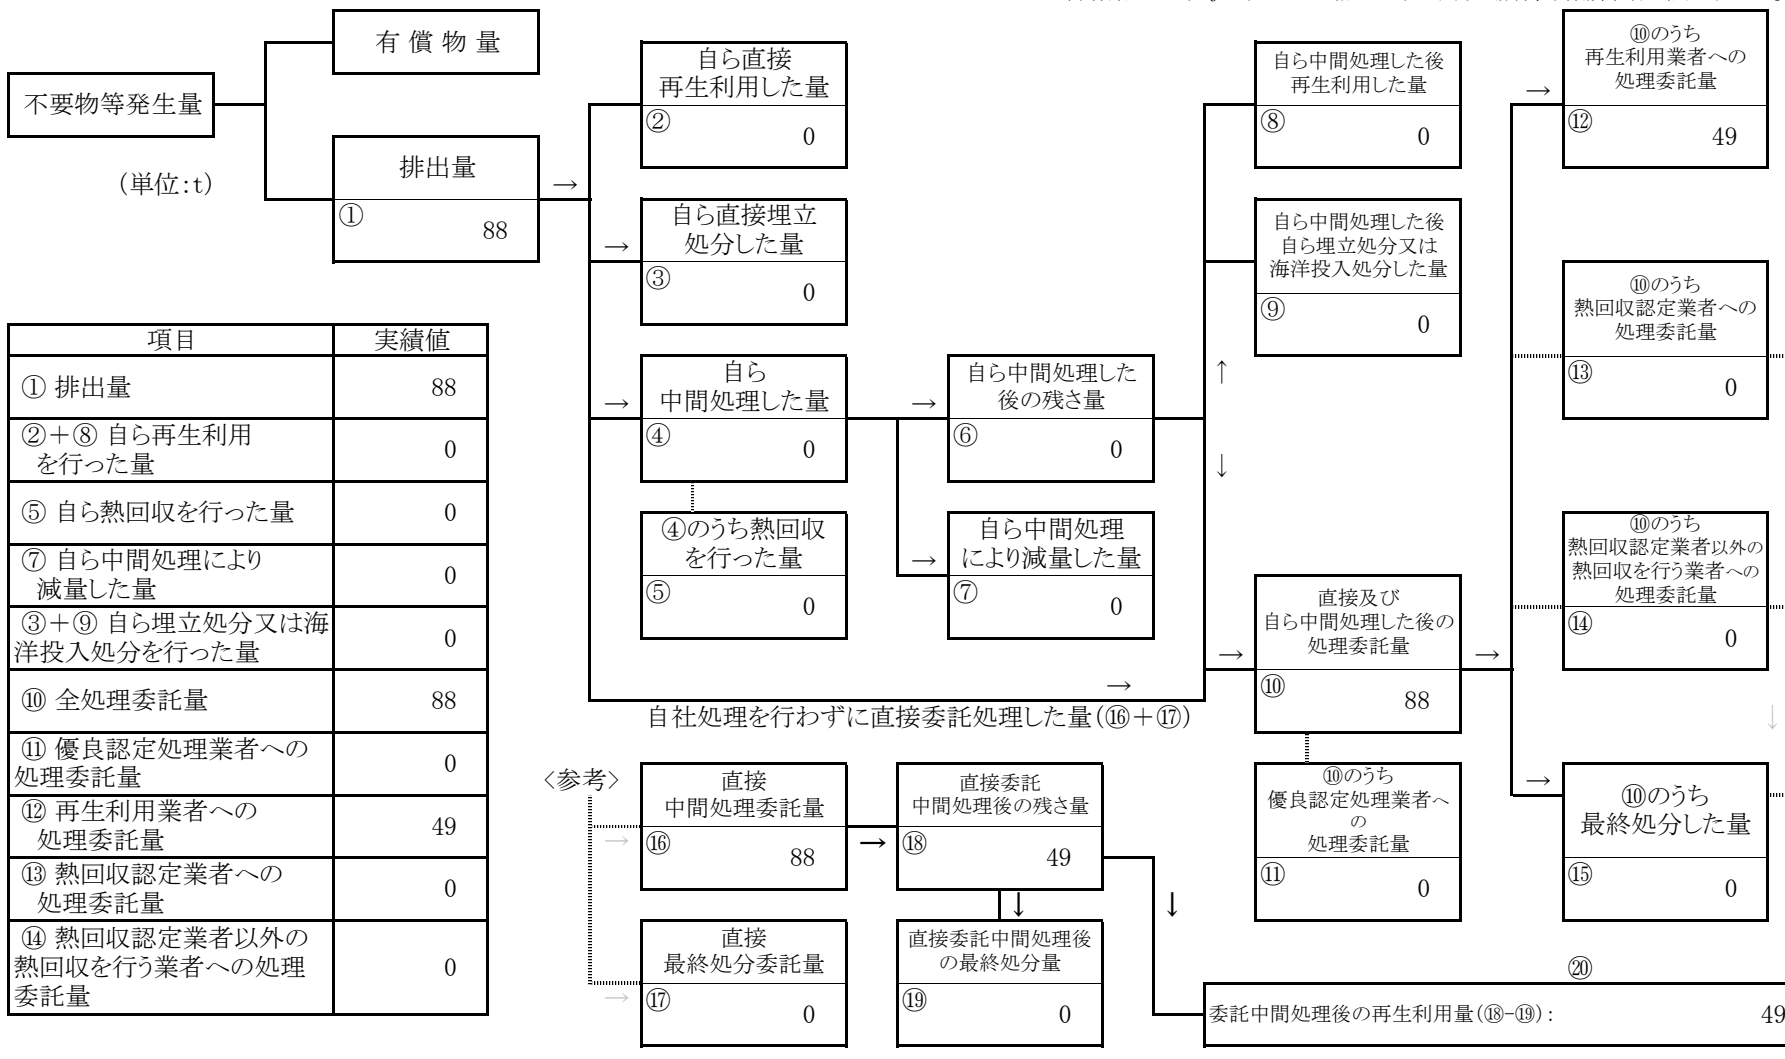 有 償 物 量
不要物等発生量
(単位:t)
排出量
①
88
→
自ら直接
再生利用した量
②
0
→
自ら直接埋立
処分した量
③
0
→
自ら
中間処理した量
④
0
④のうち熱回収
を行った量
⑤
0
→
自ら中間処理した
後の残さ量
⑥
0
→
自ら中間処理
により減量した量
⑦
0
自ら中間処理した後
再生利用した量
⑧
0
自ら中間処理した後
自ら埋立処分又は
海洋投入処分した量
⑨
0
↑
↓
→
直接及び
自ら中間処理した後の
処理委託量
⑩
88
→
⑩のうち
優良認定処理業者へ
の
処理委託量
⑪
0
→
⑩のうち
再生利用業者への
処理委託量
⑫
49
⑩のうち
熱回収認定業者への
処理委託量
⑬
0
⑩のうち
熱回収認定業者以外の
熱回収を行う業者への
処理委託量
⑭
0
↓
→
⑩のうち
最終処分した量
⑮
0
→
自社処理を行わずに直接委託処理した量(⑯+⑰)
〈参考〉
→
直接
中間処理委託量
⑯
88
→
直接委託
中間処理後の残さ量
⑱
49
↓
↓
→
直接
最終処分委託量
⑰
0
直接委託中間処理後
の最終処分量
⑲
0
⑳
委託中間処理後の再生利用量(⑱-⑲): 49
項目 実績値
① 排出量 88
②+⑧ 自ら再生利用
を行った量 0
⑤ 自ら熱回収を行った量 0
⑦ 自ら中間処理により
減量した量 0
③+⑨ 自ら埋立処分又は海
洋投入処分を行った量 0
⑩ 全処理委託量 88
⑪ 優良認定処理業者への
処理委託量 0
⑫ 再生利用業者への
処理委託量 49
⑬ 熱回収認定業者への
処理委託量 0
⑭ 熱回収認定業者以外の
熱回収を行う業者への処理
委託量 0